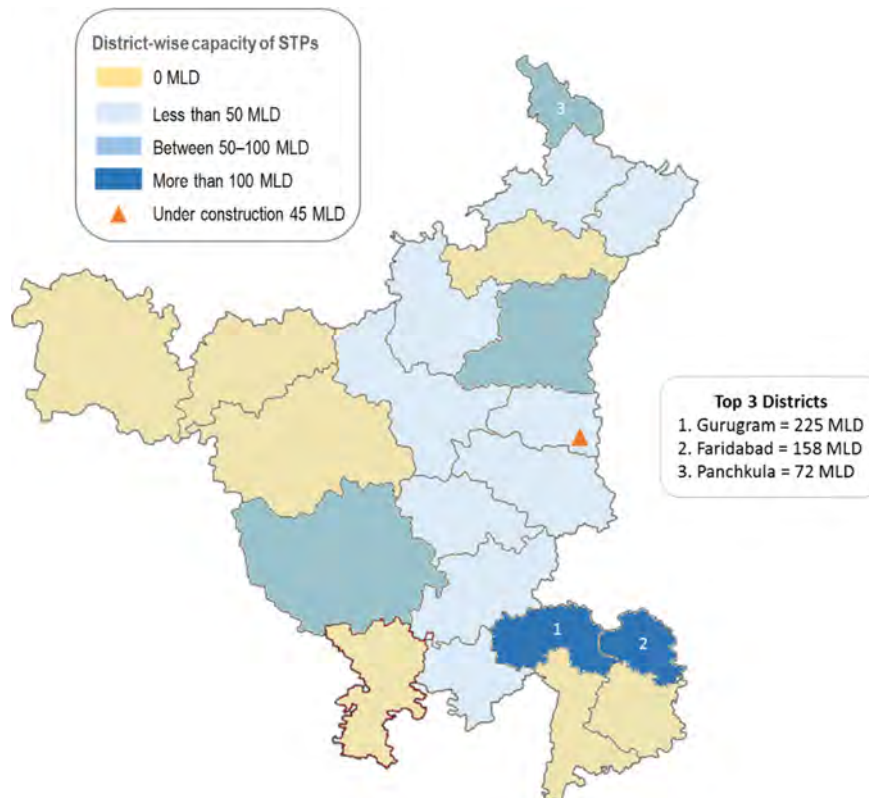 District-wise capacity of STPs
0 MLD
Less than 50 MLD
Between 50–100 MLD
More than 100 MLD
Under construction 45 MLD
3
Top 3 Districts
1. Gurugram = 225 MLD
2. Faridabad = 158 MLD
3. Panchkula = 72 MLD
1
2